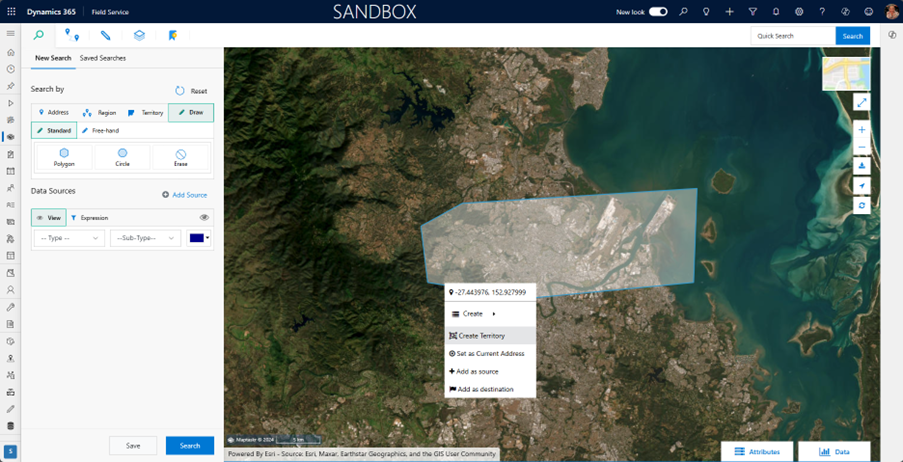 Dynamics 365
Field Service
SANDBOX
New look
Quick Search
Search
New Search
Saved Searches
Search by
Reset
Address
Region
Territory
Draw
Standard
Free-hand
Polygon
Circle
Erase
Data Sources
Add Source
View
Expression
-- Type --
--Sub-Type--
-27.443976, 152.927999
Create
Create Territory
Set as Current Address
Add as source
Add as destination
Save
Search
Maptaskr © 2024
5 km
Powered By Esri - Source: Esri, Maxar, Earthstar Geographics, and the GIS User Community
Attributes
Data
S